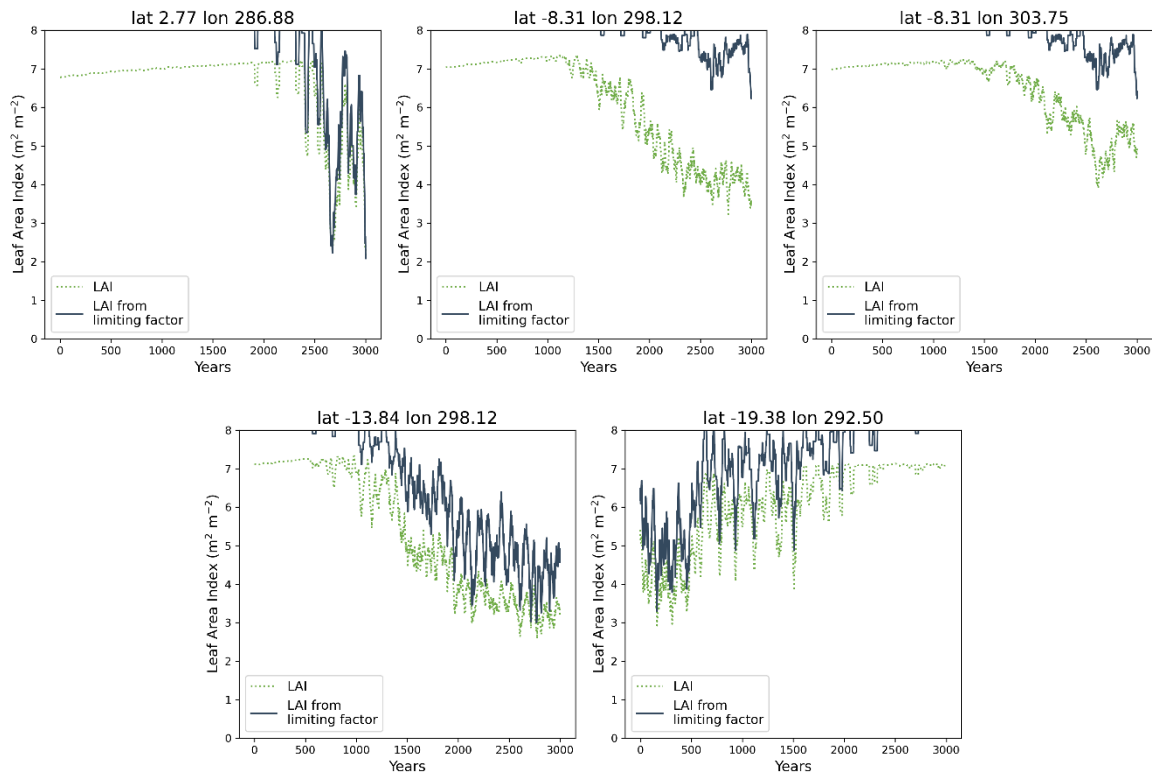 lat 2.77 lon 286.88
lat -8.31 lon 298.12
lat -8.31 lon 303.75
Leaf Area Index (m² m⁻²)
8
7
6
5
4
3
2
1
0
LAI
LAI from
limiting factor
0 500 1000 1500 2000 2500 3000
Years
Leaf Area Index (m² m⁻²)
8
7
6
5
4
3
2
1
0
LAI
LAI from
limiting factor
0 500 1000 1500 2000 2500 3000
Years
Leaf Area Index (m² m⁻²)
8
7
6
5
4
3
2
1
0
LAI
LAI from
limiting factor
0 500 1000 1500 2000 2500 3000
Years
lat -13.84 lon 298.12
lat -19.38 lon 292.50
Leaf Area Index (m² m⁻²)
8
7
6
5
4
3
2
1
0
LAI
LAI from
limiting factor
0 500 1000 1500 2000 2500 3000
Years
Leaf Area Index (m² m⁻²)
8
7
6
5
4
3
2
1
0
LAI
LAI from
limiting factor
0 500 1000 1500 2000 2500 3000
Years